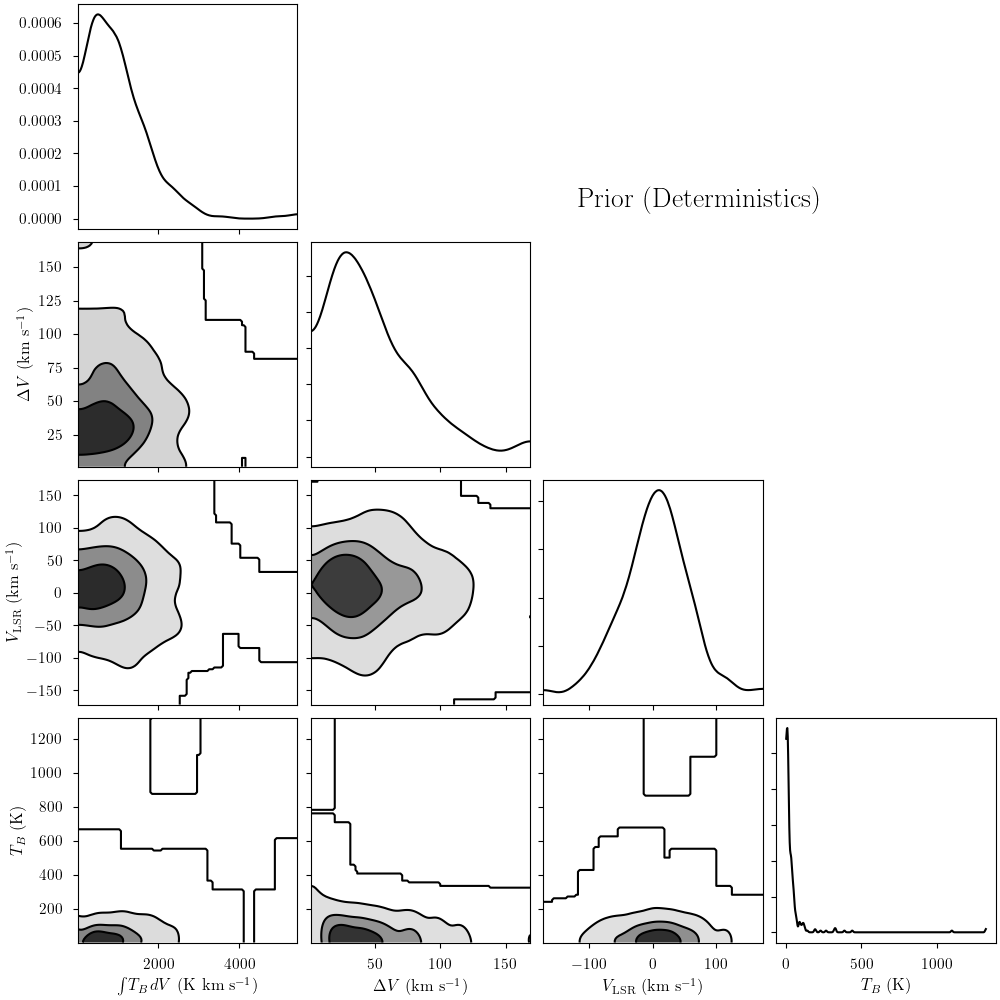 0.0006
0.0005
0.0004
0.0003
0.0002
0.0001
0.0000
Prior (Deterministics)
150
125
100
75
50
25
ΔV (km s⁻¹)
150
100
50
0
−50
−100
−150
V_LSR (km s⁻¹)
1200
1000
800
600
400
200
T_B (K)
2000 4000
50 100 150
−100 0 100
0 1000
∫T_B dV (K km s⁻¹)
ΔV (km s⁻¹)
V_LSR (km s⁻¹)
T_B (K)